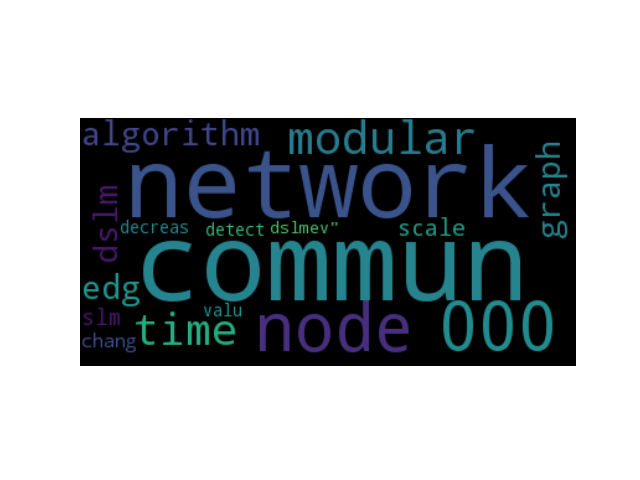 algorithm
modular
graph
network
dslm
decreas
detect
dslmev"
scale
commun
edg
slm
chang
time
valu
node
000